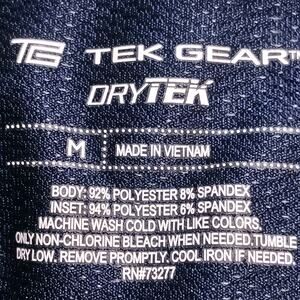 TG TEK GEAR™
DRYTEK
M MADE IN VIETNAM
BODY: 92% POLYESTER 8% SPANDEX
INSET: 94% POLYESTER 6% SPANDEX
MACHINE WASH COLD WITH LIKE COLORS.
ONLY NON-CHLORINE BLEACH WHEN NEEDED.TUMBLE
DRY LOW. REMOVE PROMPTLY. COOL IRON IF NEEDED.
RN#73277